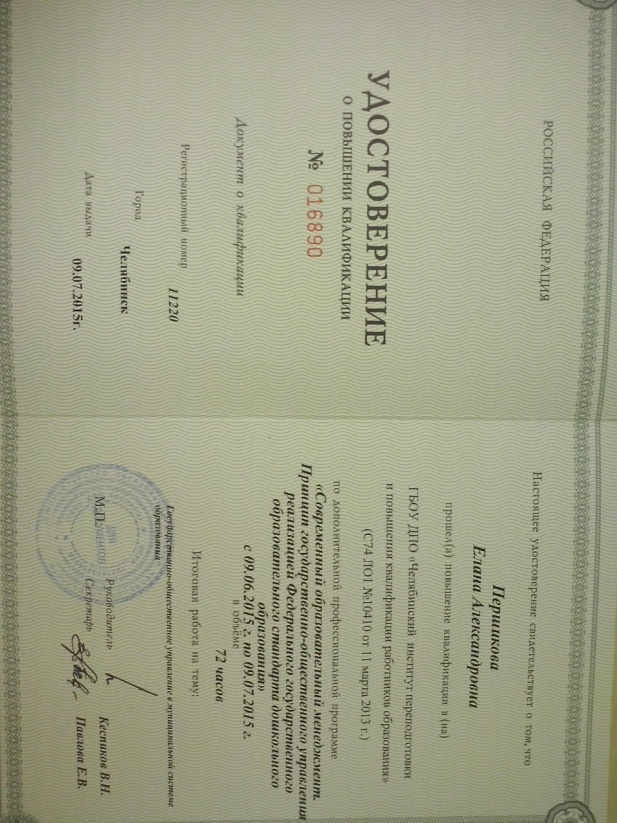 РОССИЙСКАЯ ФЕДЕРАЦИЯ
УДОСТОВЕРЕНИЕ
О ПОВЫШЕНИИ КВАЛИФИКАЦИИ
№ 016890
Документ о квалификации
Регистрационный номер 11220
Город Челябинск
Дата выдачи 09.07.2015г.
Настоящее удостоверение свидетельствует о том, что
Першикова
Елана Александровна
прошел(а) повышение квалификации в (на)
ГБОУ ДПО «Челябинский институт переподготовки
и повышения квалификации работников образования»
(С74 ЛО1 №10410 от 11 марта 2013 г.)
по дополнительной профессиональной программе
«Современный образовательный менеджмент.
Принцип государственно-общественного управления
реализацией Федерального государственного
образовательного стандарта дошкольного
образования»
с 09.06.2015 г. по 09.07.2015 г.
в объёме
72 часов
Итоговая работа на тему:
Государственно-общественное управление в муниципальной системе
образования
М.П. Руководитель Кеспиков В.Н.
Секретарь Павлова Е.В.